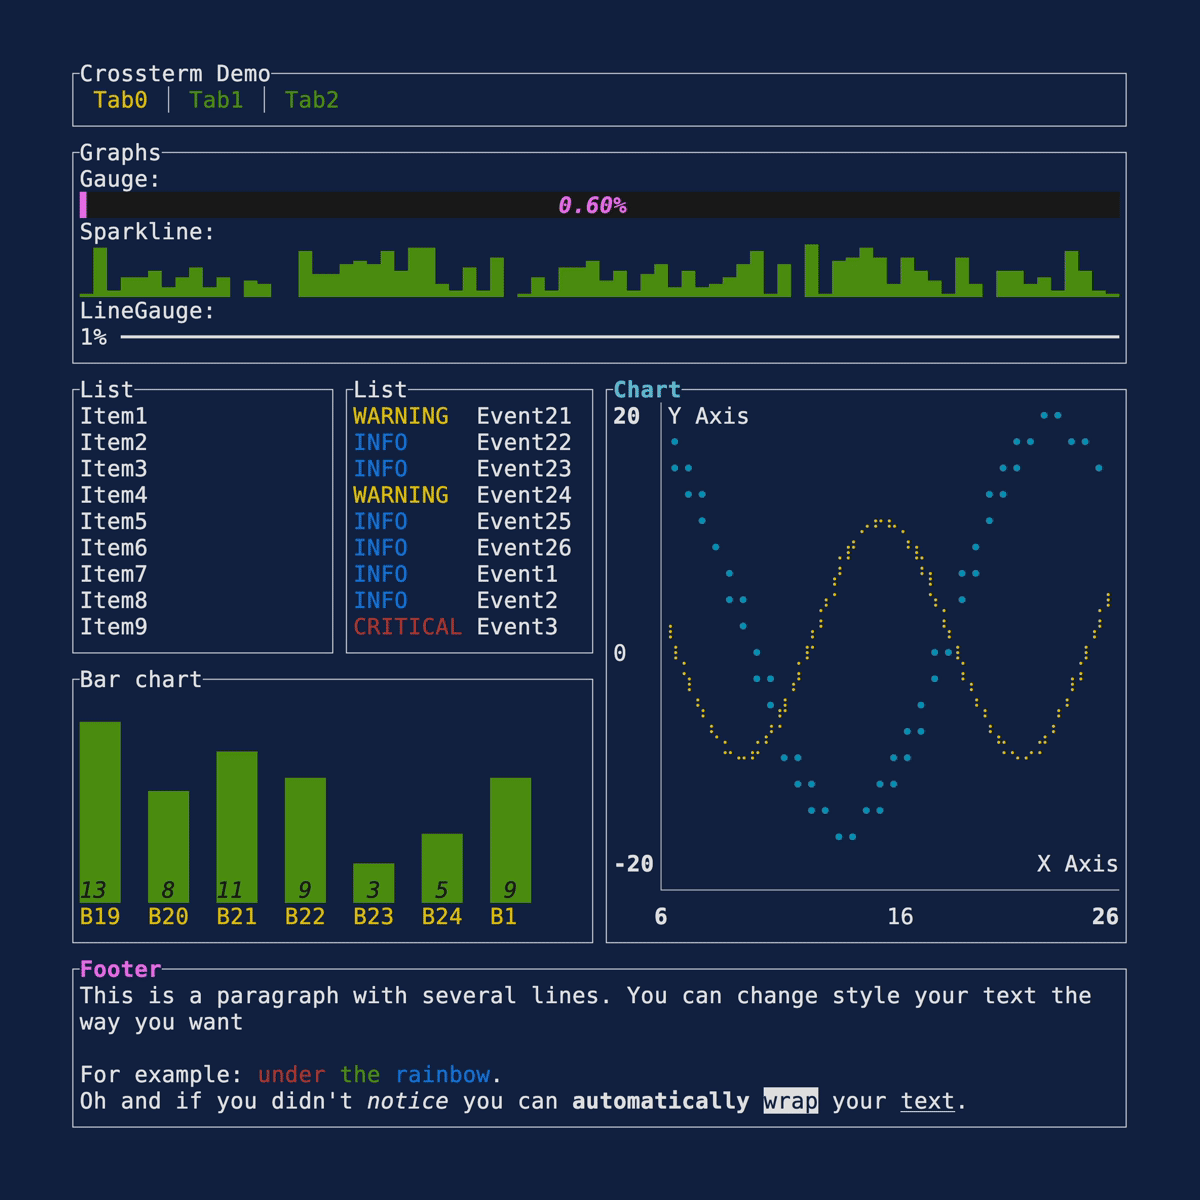 Crossterm Demo
Tab0 │ Tab1 │ Tab2
Graphs
Gauge:
0.60%
Sparkline:
LineGauge:
1%
List
Item1
Item2
Item3
Item4
Item5
Item6
Item7
Item8
Item9
List
WARNING Event21
INFO Event22
INFO Event23
WARNING Event24
INFO Event25
INFO Event26
INFO Event1
INFO Event2
CRITICAL Event3
Bar chart
13 8 11 9 3 5 9
B19 B20 B21 B22 B23 B24 B1
Chart
20 Y Axis
0
-20 X Axis
6 16 26
Footer
This is a paragraph with several lines. You can change style your text the
way you want
For example: under the rainbow.
Oh and if you didn't notice you can automatically wrap your text.